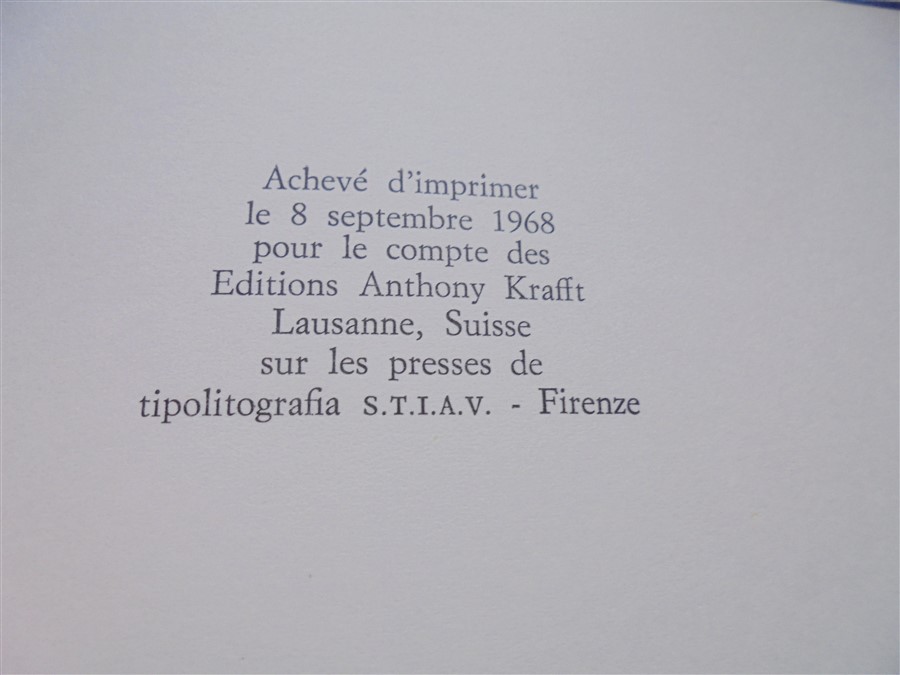 Achevé d'imprimer
le 8 septembre 1968
pour le compte des
Editions Anthony Krafft
Lausanne, Suisse
sur les presses de
tipolitografia S.T.I.A.V. - Firenze